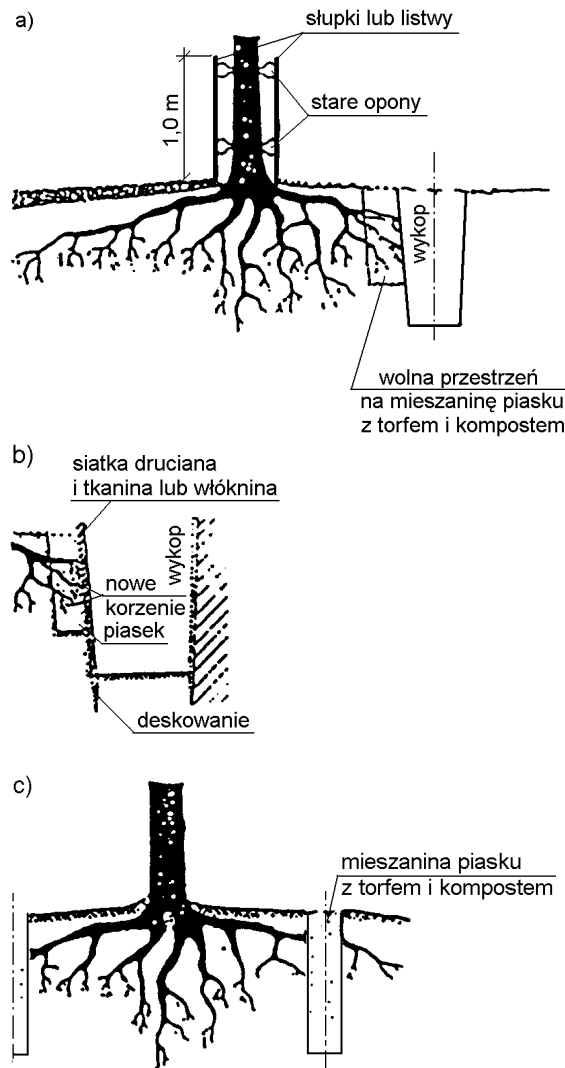 a)
słupki lub listwy
stare opony
1,0 m
wykop
wolna przestrzeń
na mieszaninę piasku
z torfem i kompostem
b)
siatka druciana
i tkanina lub włóknina
wykop
nowe
korzenie
piasek
deskowanie
c)
mieszanina piasku
z torfem i kompostem